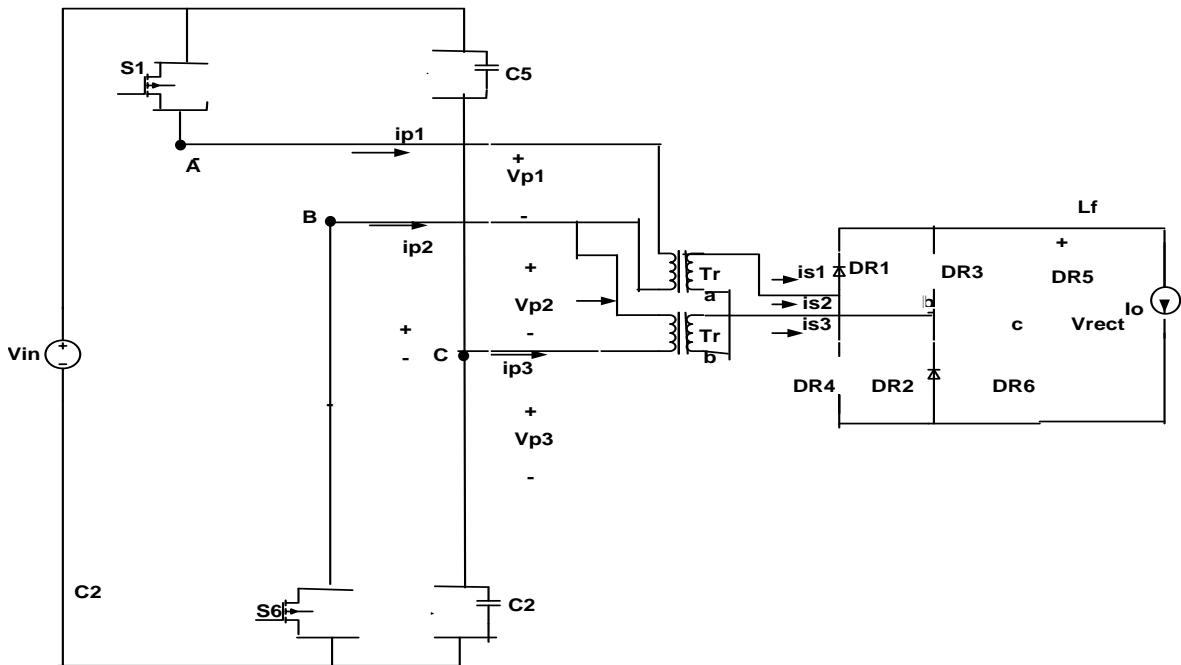 S1
C5
ip1
A
+
Vp1
-
B
ip2
Lf
+
+
Tr
a
is1
DR1
DR3
DR5
Vp2
is2
Io
+
-
Tr
b
is3
c
Vrect
Vin
-
C
ip3
DR4
DR2
DR6
+
Vp3
-
C2
S6
C2